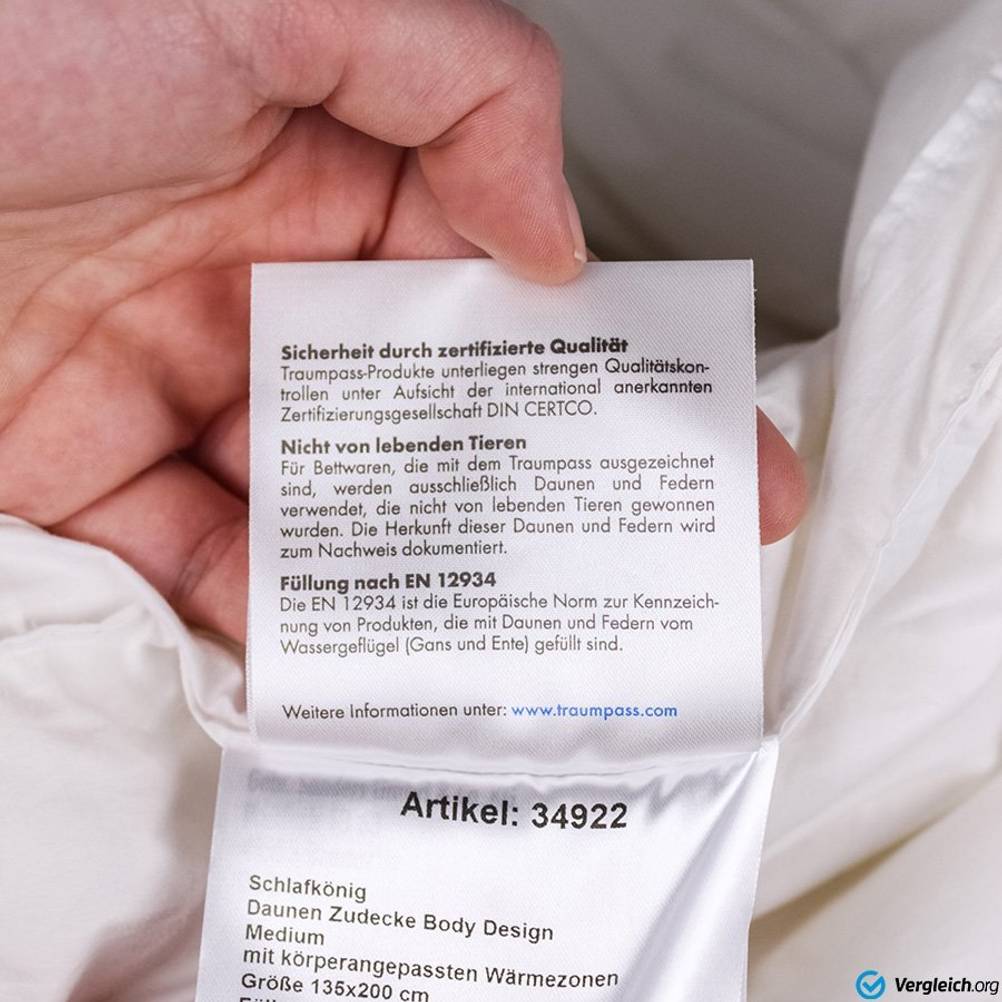 Sicherheit durch zertifizierte Qualität
Traumpass-Produkte unterliegen strengen Qualitätskon-
trollen unter Aufsicht der international anerkannten
Zertifizierungsgesellschaft DIN CERTCO.
Nicht von lebenden Tieren
Für Bettwaren, die mit dem Traumpass ausgezeichnet
sind, werden ausschließlich Daunen und Federn
verwendet, die nicht von lebenden Tieren gewonnen
wurden. Die Herkunft dieser Daunen und Federn wird
zum Nachweis dokumentiert.
Füllung nach EN 12934
Die EN 12934 ist die Europäische Norm zur Kennzeich-
nung von Produkten, die mit Daunen und Federn vom
Wassergeflügel (Gans und Ente) gefüllt sind.
Weitere Informationen unter: www.traumpass.com
Artikel: 34922
Schlafkönig
Daunen Zudecke Body Design
Medium
mit körperangepassten Wärmezonen
Größe 135x200 cm
Vergleich.org